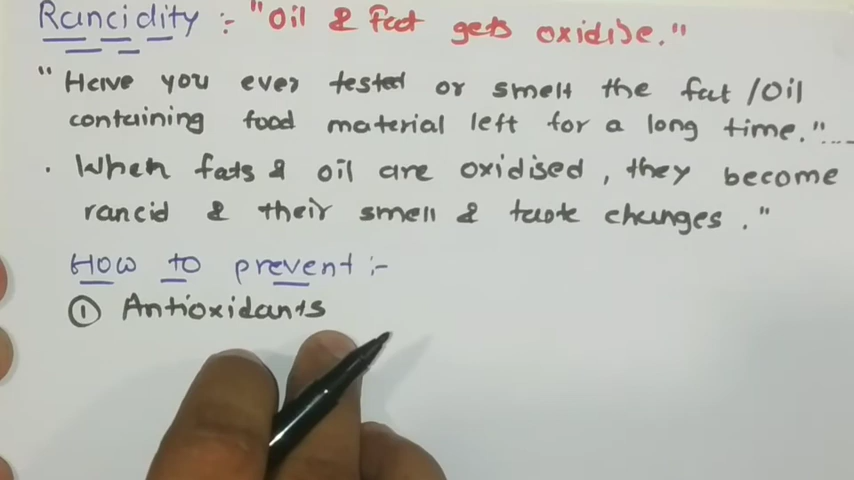 Rancidity :- "Oil & Fat gets oxidise."
"Have you ever tested or smelt the fat /Oil
containing food material left for a long time."....
. When fats & oil are oxidised, they become
rancid & their smell & taste changes."
How to prevent :-
① Antioxidants